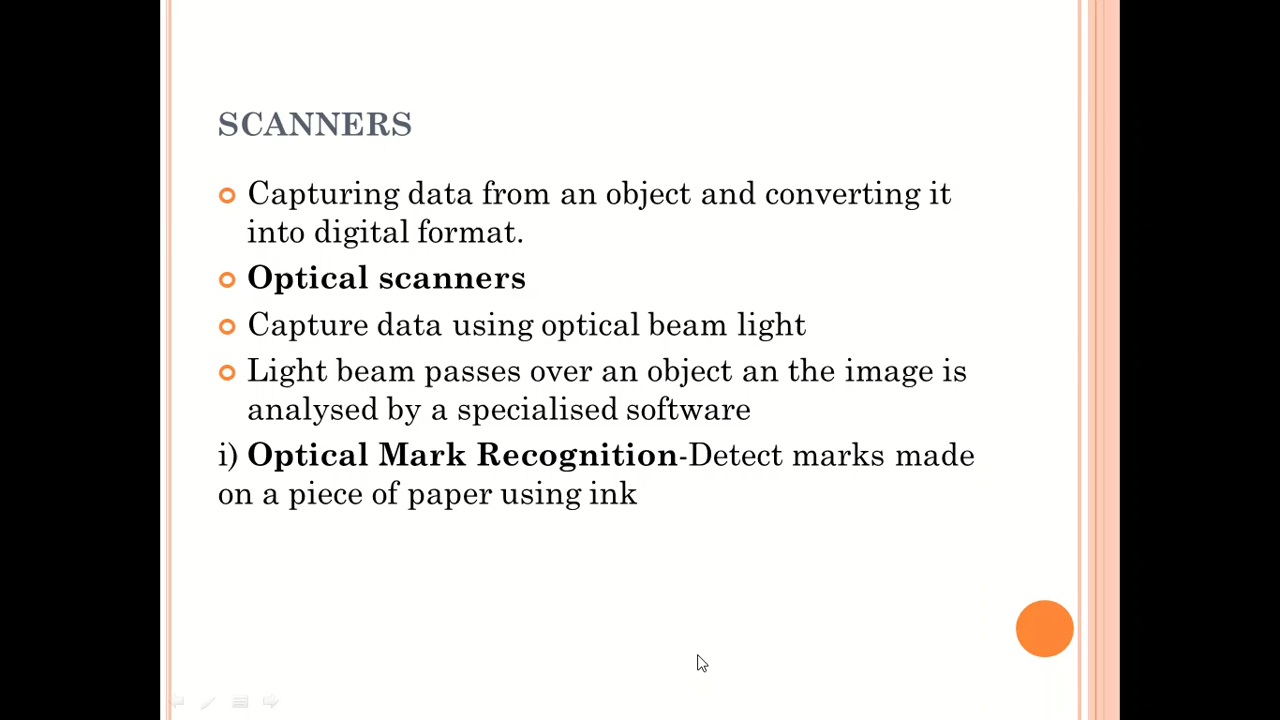 SCANNERS
Capturing data from an object and converting it
into digital format.
Optical scanners
Capture data using optical beam light
Light beam passes over an object an the image is
analysed by a specialised software
i) Optical Mark Recognition-Detect marks made
on a piece of paper using ink